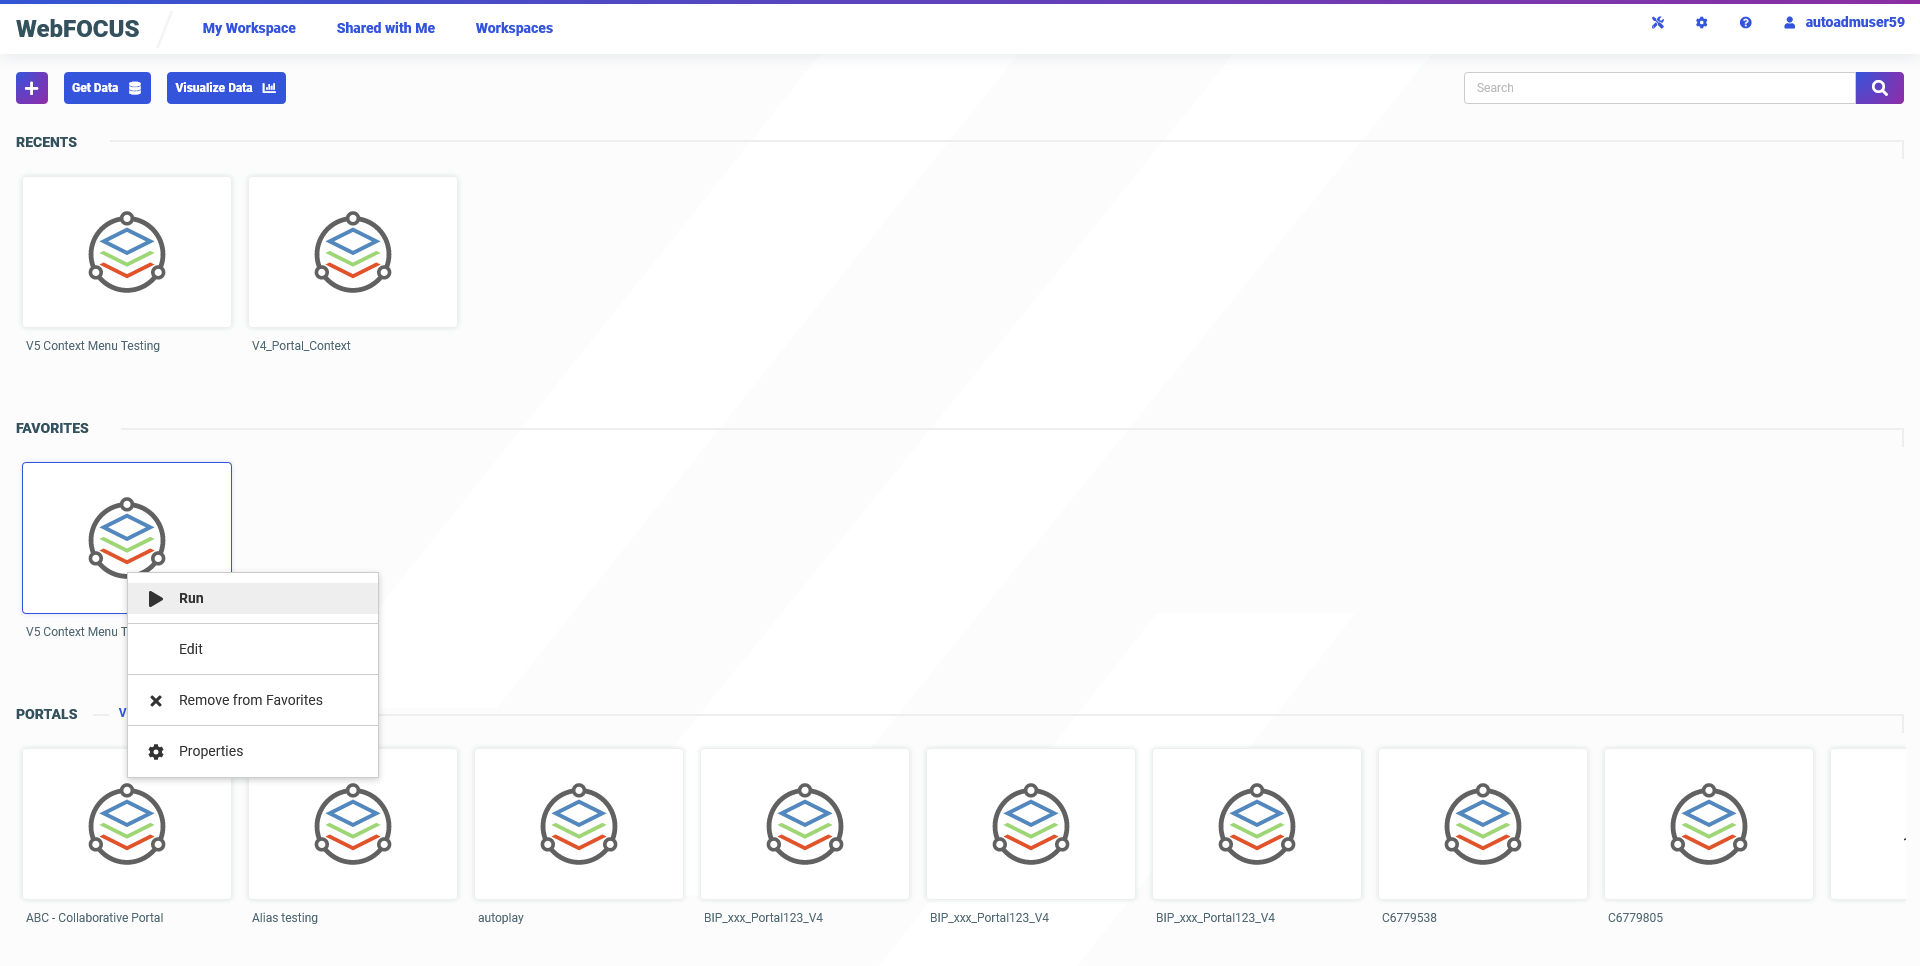 WebFOCUS
My Workspace
Shared with Me
Workspaces
autoadmuser59
Get Data
Visualize Data
Search
RECENTS
V5 Context Menu Testing
V4_Portal_Context
FAVORITES
V5 Context Menu T
Run
Edit
Remove from Favorites
Properties
PORTALS
V
ABC - Collaborative Portal
Alias testing
autoplay
BIP_xxx_Portal123_V4
BIP_xxx_Portal123_V4
BIP_xxx_Portal123_V4
C6779538
C6779805